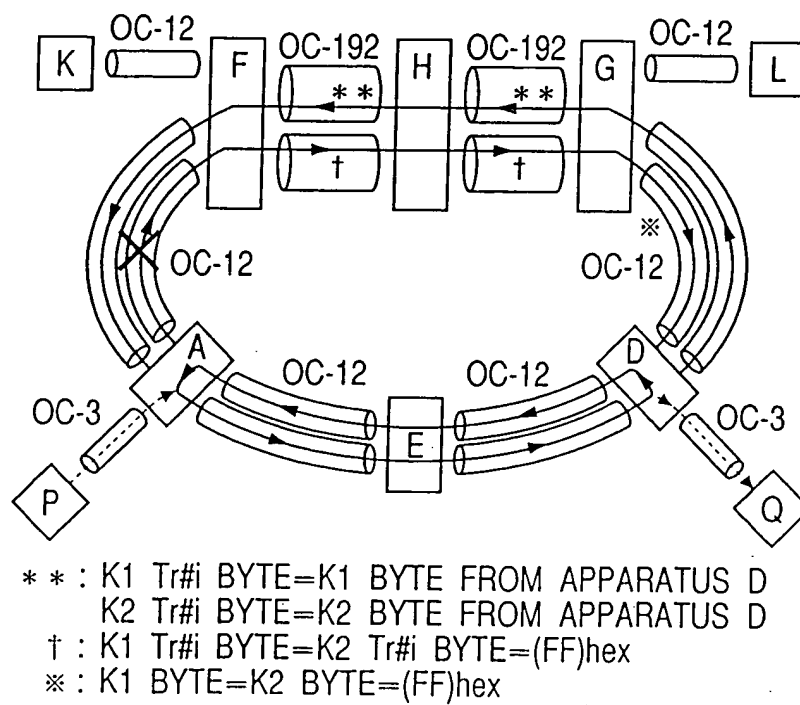 OC-12 OC-192 OC-192 OC-12
K F H G L
** **
† †
※
OC-12 OC-12
A D
OC-12 OC-12
OC-3 OC-3
E
P Q
** : K1 Tr#i BYTE=K1 BYTE FROM APPARATUS D
K2 Tr#i BYTE=K2 BYTE FROM APPARATUS D
† : K1 Tr#i BYTE=K2 Tr#i BYTE=(FF)hex
※ : K1 BYTE=K2 BYTE=(FF)hex